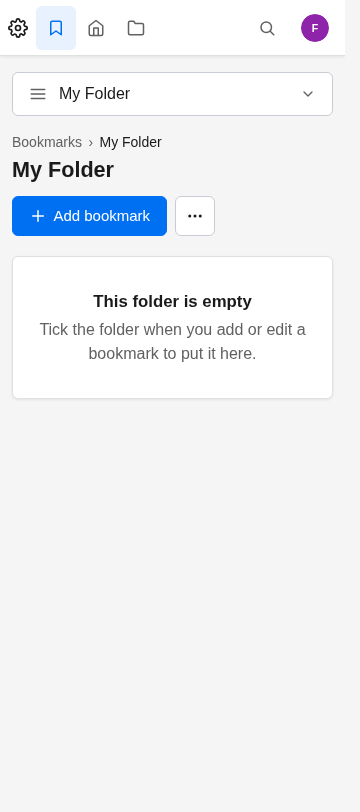 F
My Folder
Bookmarks › My Folder
My Folder
Add bookmark
This folder is empty
Tick the folder when you add or edit a
bookmark to put it here.